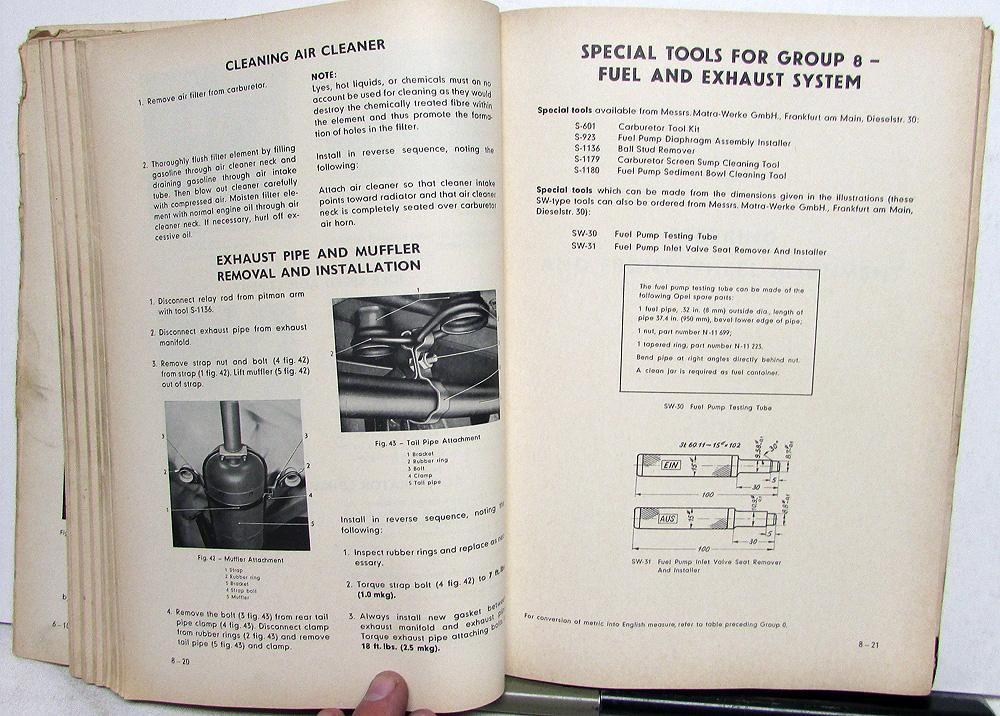 CLEANING AIR CLEANER
1. Remove air filter from carburetor.
2. Thoroughly flush filter element by filling
gasoline through air cleaner neck and
draining gasoline through air intake
tube. Then blow out cleaner carefully
with compressed air. Moisten filter ele-
ment with normal engine oil through air
cleaner neck. If necessary, hurl off ex-
cessive oil.
NOTE:
Lyes, hot liquids, or chemicals must on no
account be used for cleaning as they would
destroy the chemically treated fibre within
the element and thus promote the forma-
tion of holes in the filter.
Install in reverse sequence, noting the
following:
Attach air cleaner so that cleaner intake
points toward radiator and that air cleaner
neck is completely seated over carburetor
air horn.
EXHAUST PIPE AND MUFFLER
REMOVAL AND INSTALLATION
1. Disconnect relay rod from pitman arm
with tool S-1136.
2. Disconnect exhaust pipe from exhaust
manifold.
3. Remove strap nut and bolt (4 fig. 42)
from strap (1 fig. 42). Lift muffler (5 fig. 42)
out of strap.
3
3
2
2
4
1
5
Fig. 42 – Muffler Attachment
1 Strap
2 Rubber ring
3 Bracket
4 Strap bolt
5 Muffler
4. Remove the bolt (3 fig. 43) from rear tail
pipe clamp (4 fig. 43). Disconnect clamp
from rubber rings (2 fig. 43) and remove
tail pipe (5 fig. 43) and clamp.
8 – 20
1
2
Fig. 43 – Tail Pipe Attachment
1 Bracket
2 Rubber ring
3 Bolt
4 Clamp
5 Tail pipe
Install in reverse sequence, noting
following:
1. Inspect rubber rings and replace as
essary.
2. Torque strap bolt (4 fig. 42) to 7 ft.
(1.0 mkg).
3. Always install new gasket
exhaust manifold and exhaust
Torque exhaust pipe attaching
18 ft. lbs. (2.5 mkg).
SPECIAL TOOLS FOR GROUP 8 –
FUEL AND EXHAUST SYSTEM
Special tools available from Messrs. Matra-Werke GmbH., Frankfurt am Main, Dieselstr. 30:
S-601 Carburetor Tool Kit
S-923 Fuel Pump Diaphragm Assembly Installer
S-1136 Ball Stud Remover
S-1179 Carburetor Screen Sump Cleaning Tool
S-1180 Fuel Pump Sediment Bowl Cleaning Tool
Special tools which can be made from the dimensions given in the illustrations (these
SW-type tools can also be ordered from Messrs. Matra-Werke GmbH., Frankfurt am Main,
Dieselstr. 30):
SW-30 Fuel Pump Testing Tube
SW-31 Fuel Pump Inlet Valve Seat Remover And Installer
The fuel pump testing tube can be made of the
following Opel spare parts:
1 fuel pipe, .32 in. (8 mm) outside dia., length of
pipe 37.4 in. (950 mm), bevel lower edge of pipe;
1 nut, part number N-11 699;
1 tapered ring, part number N-11 223.
Bend pipe at right angles directly behind nut.
A clean jar is required as fuel container.
SW-30 Fuel Pump Testing Tube
St 60.11 – 15⌀ × 102
EIN
15⌀
5
30
100
AUS
15⌀
5
30
100
SW-31 Fuel Pump Inlet Valve Seat Remover
And Installer
For conversion of metric into English measure, refer to table preceding Group 0.
8 – 21